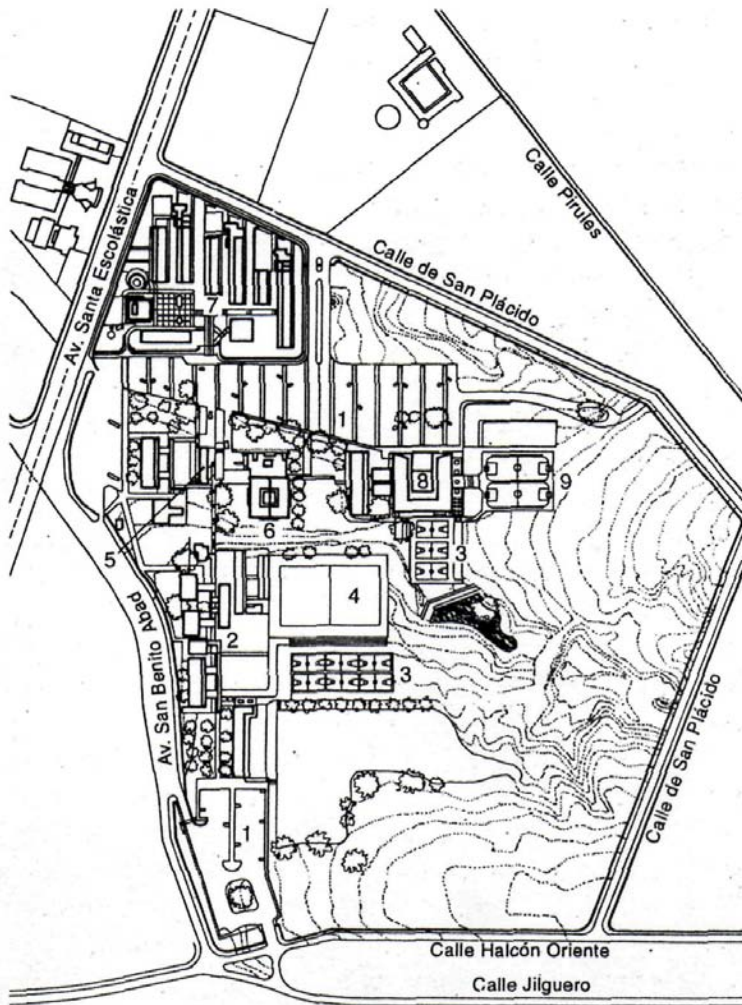 Calle Pirules
Av. Santa Escolástica
Calle de San Plácido
7
1
8
9
5
6
3
4
2
Av. San Benito Abad
3
Calle de San Plácido
1
Calle Halcón Oriente
Calle Jilguero